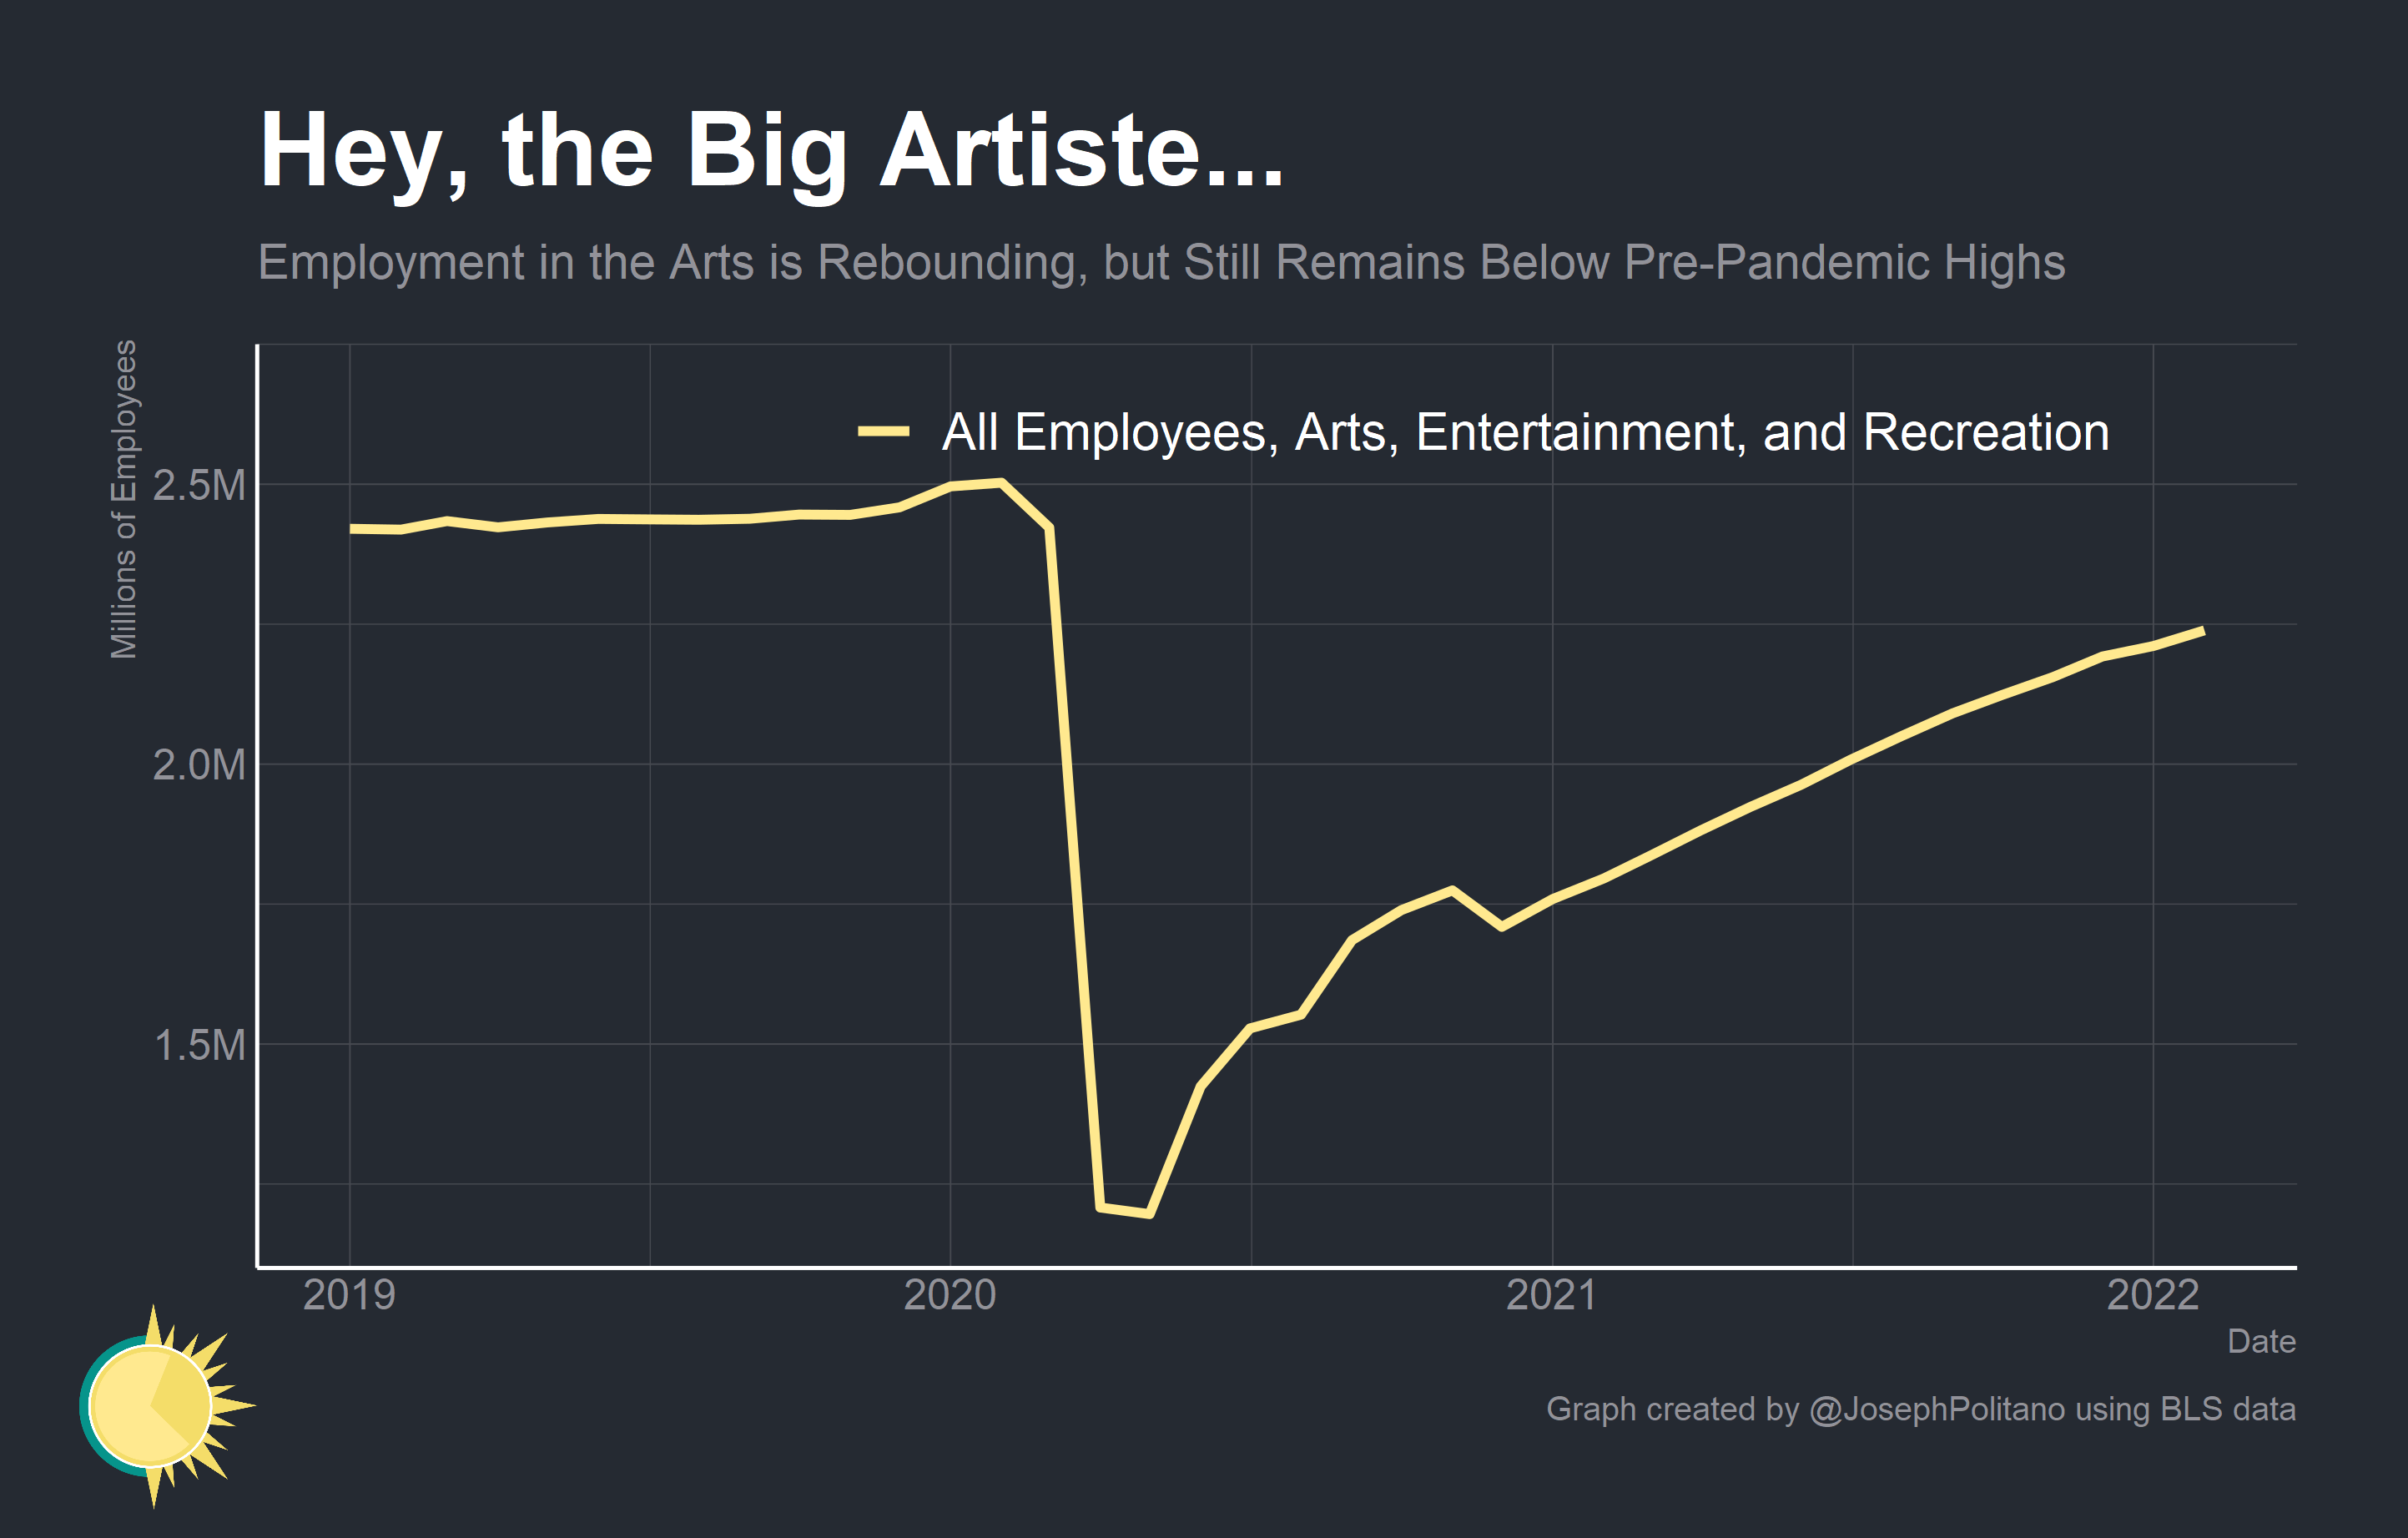 Hey, the Big Artiste...
Employment in the Arts is Rebounding, but Still Remains Below Pre-Pandemic Highs
Millions of Employees
All Employees, Arts, Entertainment, and Recreation
2.5M
2.0M
1.5M
2019 2020 2021 2022
Date
Graph created by @JosephPolitano using BLS data